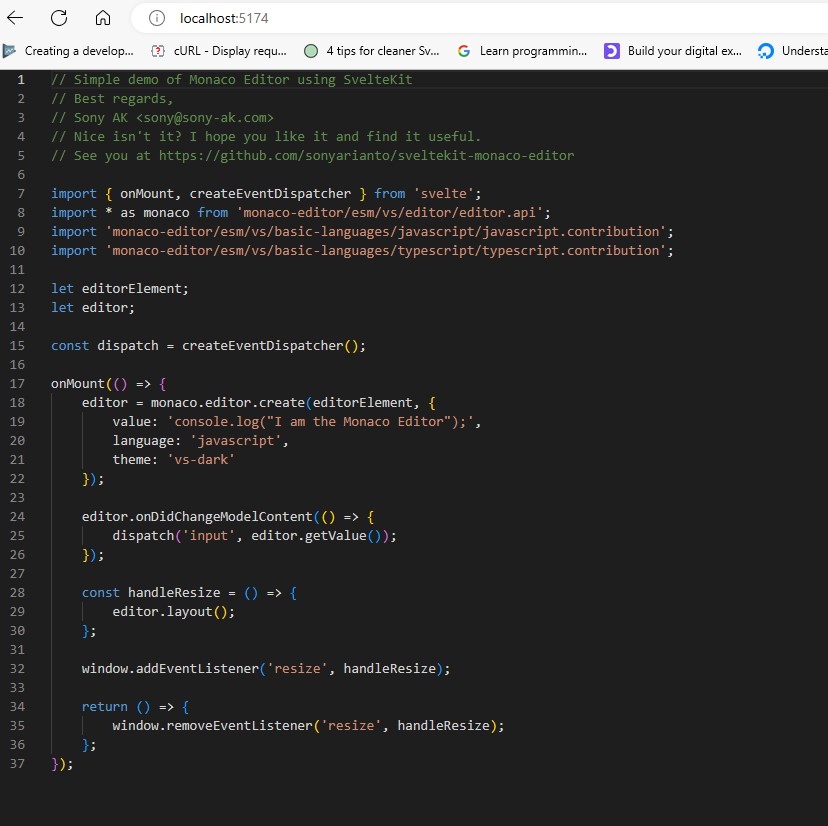 localhost:5174
Creating a develop... cURL - Display requ... 4 tips for cleaner Sv... Learn programmin... Build your digital ex... Understa
1 // Simple demo of Monaco Editor using SvelteKit
2 // Best regards,
3 // Sony AK <sony@sony-ak.com>
4 // Nice isn't it? I hope you like it and find it useful.
5 // See you at https://github.com/sonyarianto/sveltekit-monaco-editor
6
7 import { onMount, createEventDispatcher } from 'svelte';
8 import * as monaco from 'monaco-editor/esm/vs/editor/editor.api';
9 import 'monaco-editor/esm/vs/basic-languages/javascript/javascript.contribution';
10 import 'monaco-editor/esm/vs/basic-languages/typescript/typescript.contribution';
11
12 let editorElement;
13 let editor;
14
15 const dispatch = createEventDispatcher();
16
17 onMount(() => {
18     editor = monaco.editor.create(editorElement, {
19         value: 'console.log("I am the Monaco Editor");',
20         language: 'javascript',
21         theme: 'vs-dark'
22     });
23
24     editor.onDidChangeModelContent(() => {
25         dispatch('input', editor.getValue());
26     });
27
28     const handleResize = () => {
29         editor.layout();
30     };
31
32     window.addEventListener('resize', handleResize);
33
34     return () => {
35         window.removeEventListener('resize', handleResize);
36     };
37 });